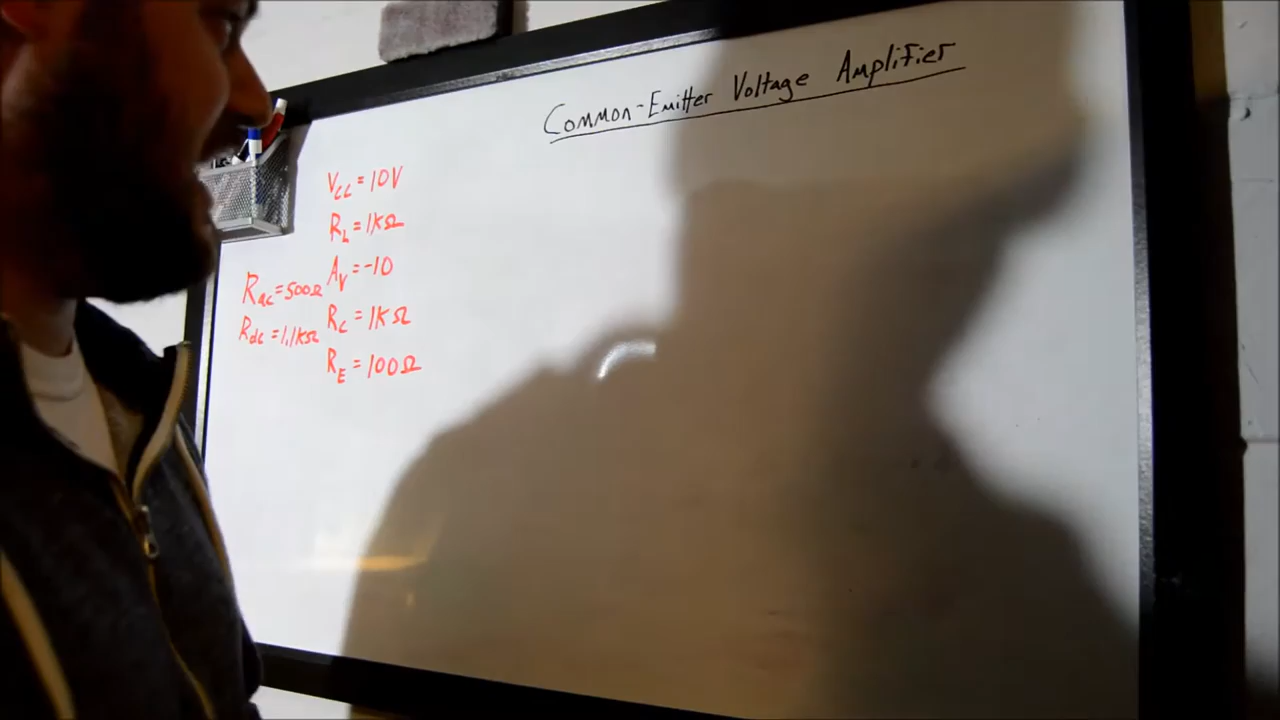 Common-Emitter Voltage Amplifier
V_CC = 10V
R_L = 1kΩ
A_V = -10
R_C = 1kΩ
R_E = 100Ω
R_ac = 500Ω
R_dc = 1.1kΩ